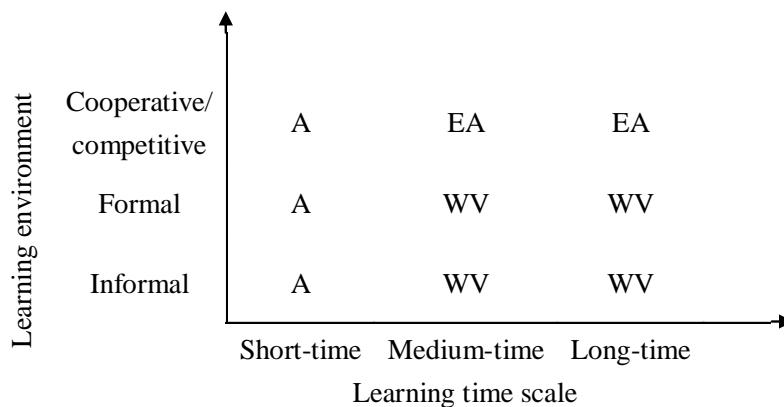 Learning environment
Cooperative/
competitive
A EA EA
Formal A WV WV
Informal A WV WV
Short-time Medium-time Long-time
Learning time scale